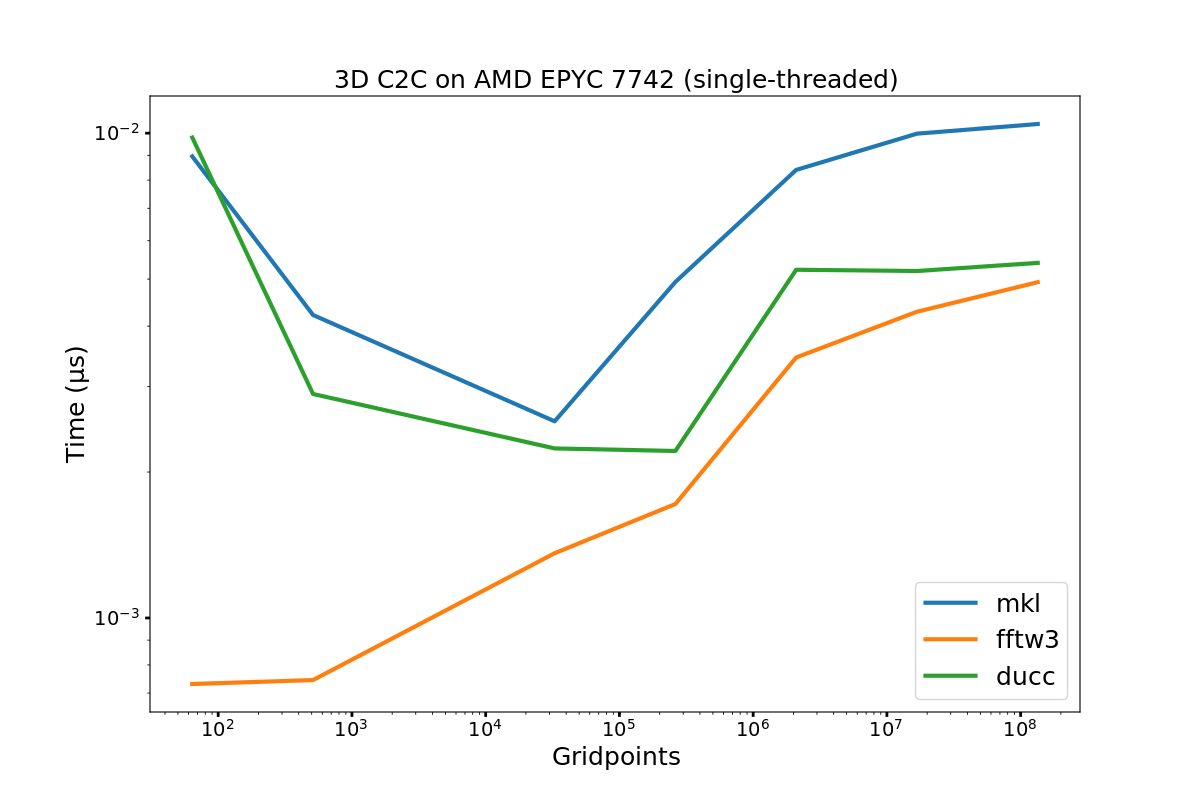 3D C2C on AMD EPYC 7742 (single-threaded)
10⁻²
10⁻³
Time (µs)
10² 10³ 10⁴ 10⁵ 10⁶ 10⁷ 10⁸
Gridpoints
mkl
fftw3
ducc